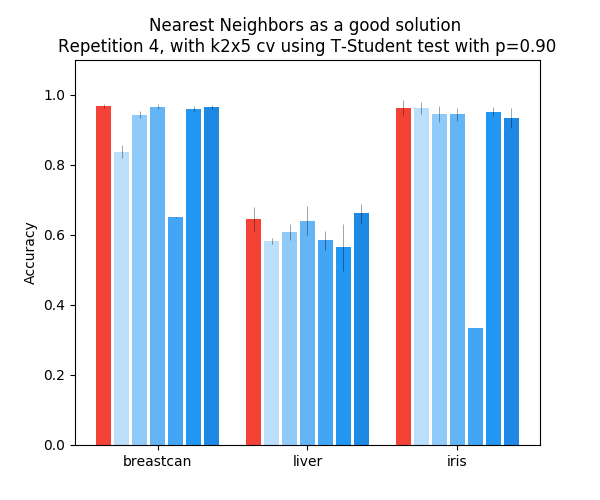 Nearest Neighbors as a good solution
Repetition 4, with k2x5 cv using T-Student test with p=0.90
1.0
0.8
0.6
0.4
0.2
0.0
Accuracy
breastcan
liver
iris